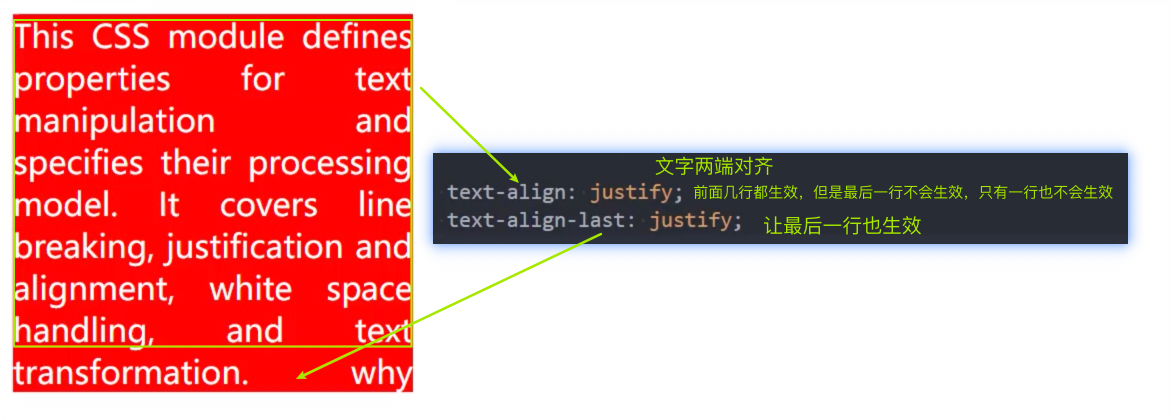 This CSS module defines
properties for text
manipulation and
specifies their processing
model. It covers line
breaking, justification and
alignment, white space
handling, and text
transformation. why
文字两端对齐
text-align: justify; 前面几行都生效，但是最后一行不会生效，只有一行也不会生效
text-align-last: justify; 让最后一行也生效